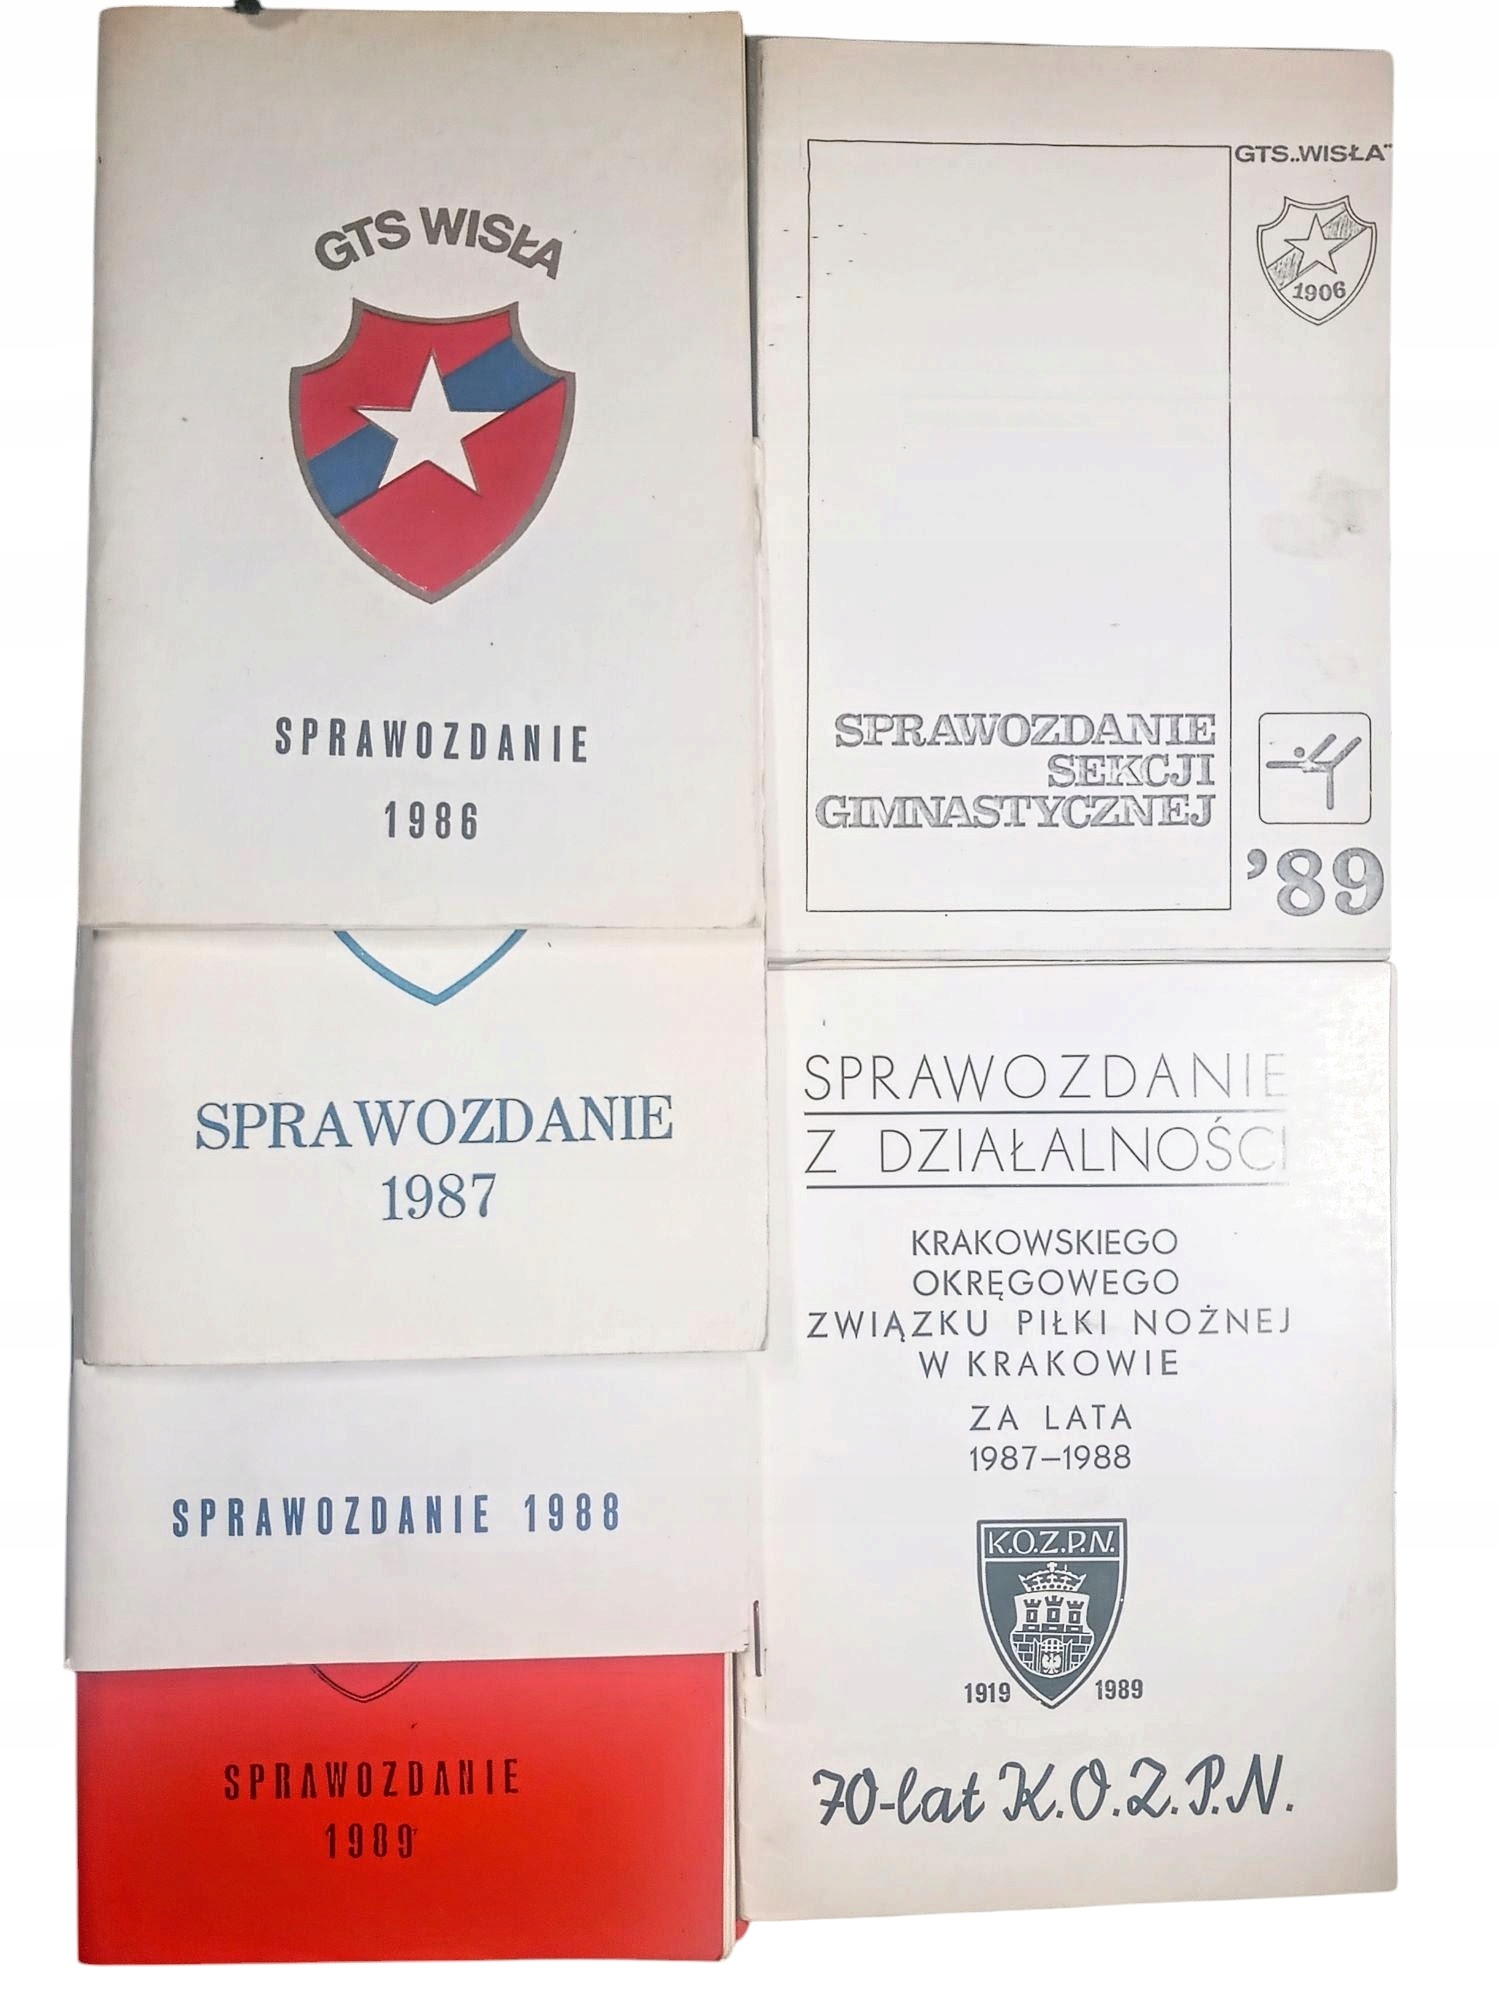 GTS WISŁA
SPRAWOZDANIE
1986
SPRAWOZDANIE
1987
SPRAWOZDANIE 1988
SPRAWOZDANIE
1989
GTS „WISŁA"
1906
SPRAWOZDANIE
SEKCJI
GIMNASTYCZNEJ
'89
SPRAWOZDANIE
Z DZIAŁALNOŚCI
KRAKOWSKIEGO
OKRĘGOWEGO
ZWIĄZKU PIŁKI NOŻNEJ
W KRAKOWIE
ZA LATA
1987–1988
K.O.Z.P.N.
1919 1989
70-lat K.O.Z.P.N.